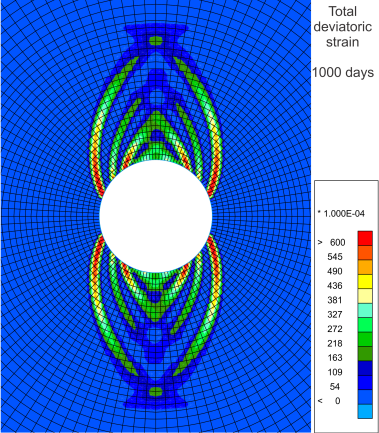 Total
deviatoric
strain
1000 days
* 1.000E-04
> 600
545
490
436
381
327
272
218
163
109
54
< 0